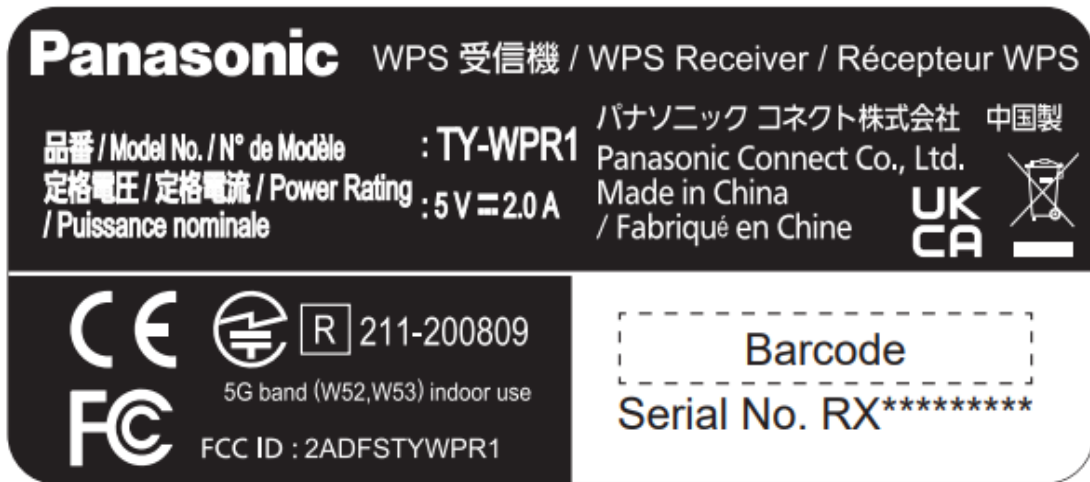 Panasonic WPS 受信機 / WPS Receiver / Récepteur WPS
品番 / Model No. / N° de Modèle : TY-WPR1
定格電圧 / 定格電流 / Power Rating : 5 V ⎓ 2.0 A
/ Puissance nominale
パナソニック コネクト株式会社 中国製
Panasonic Connect Co., Ltd.
Made in China
/ Fabriqué en Chine
UK
CA
CE
R 211-200809
5G band (W52,W53) indoor use
FC
FCC ID : 2ADFSTYWPR1
Barcode
Serial No. RX*********